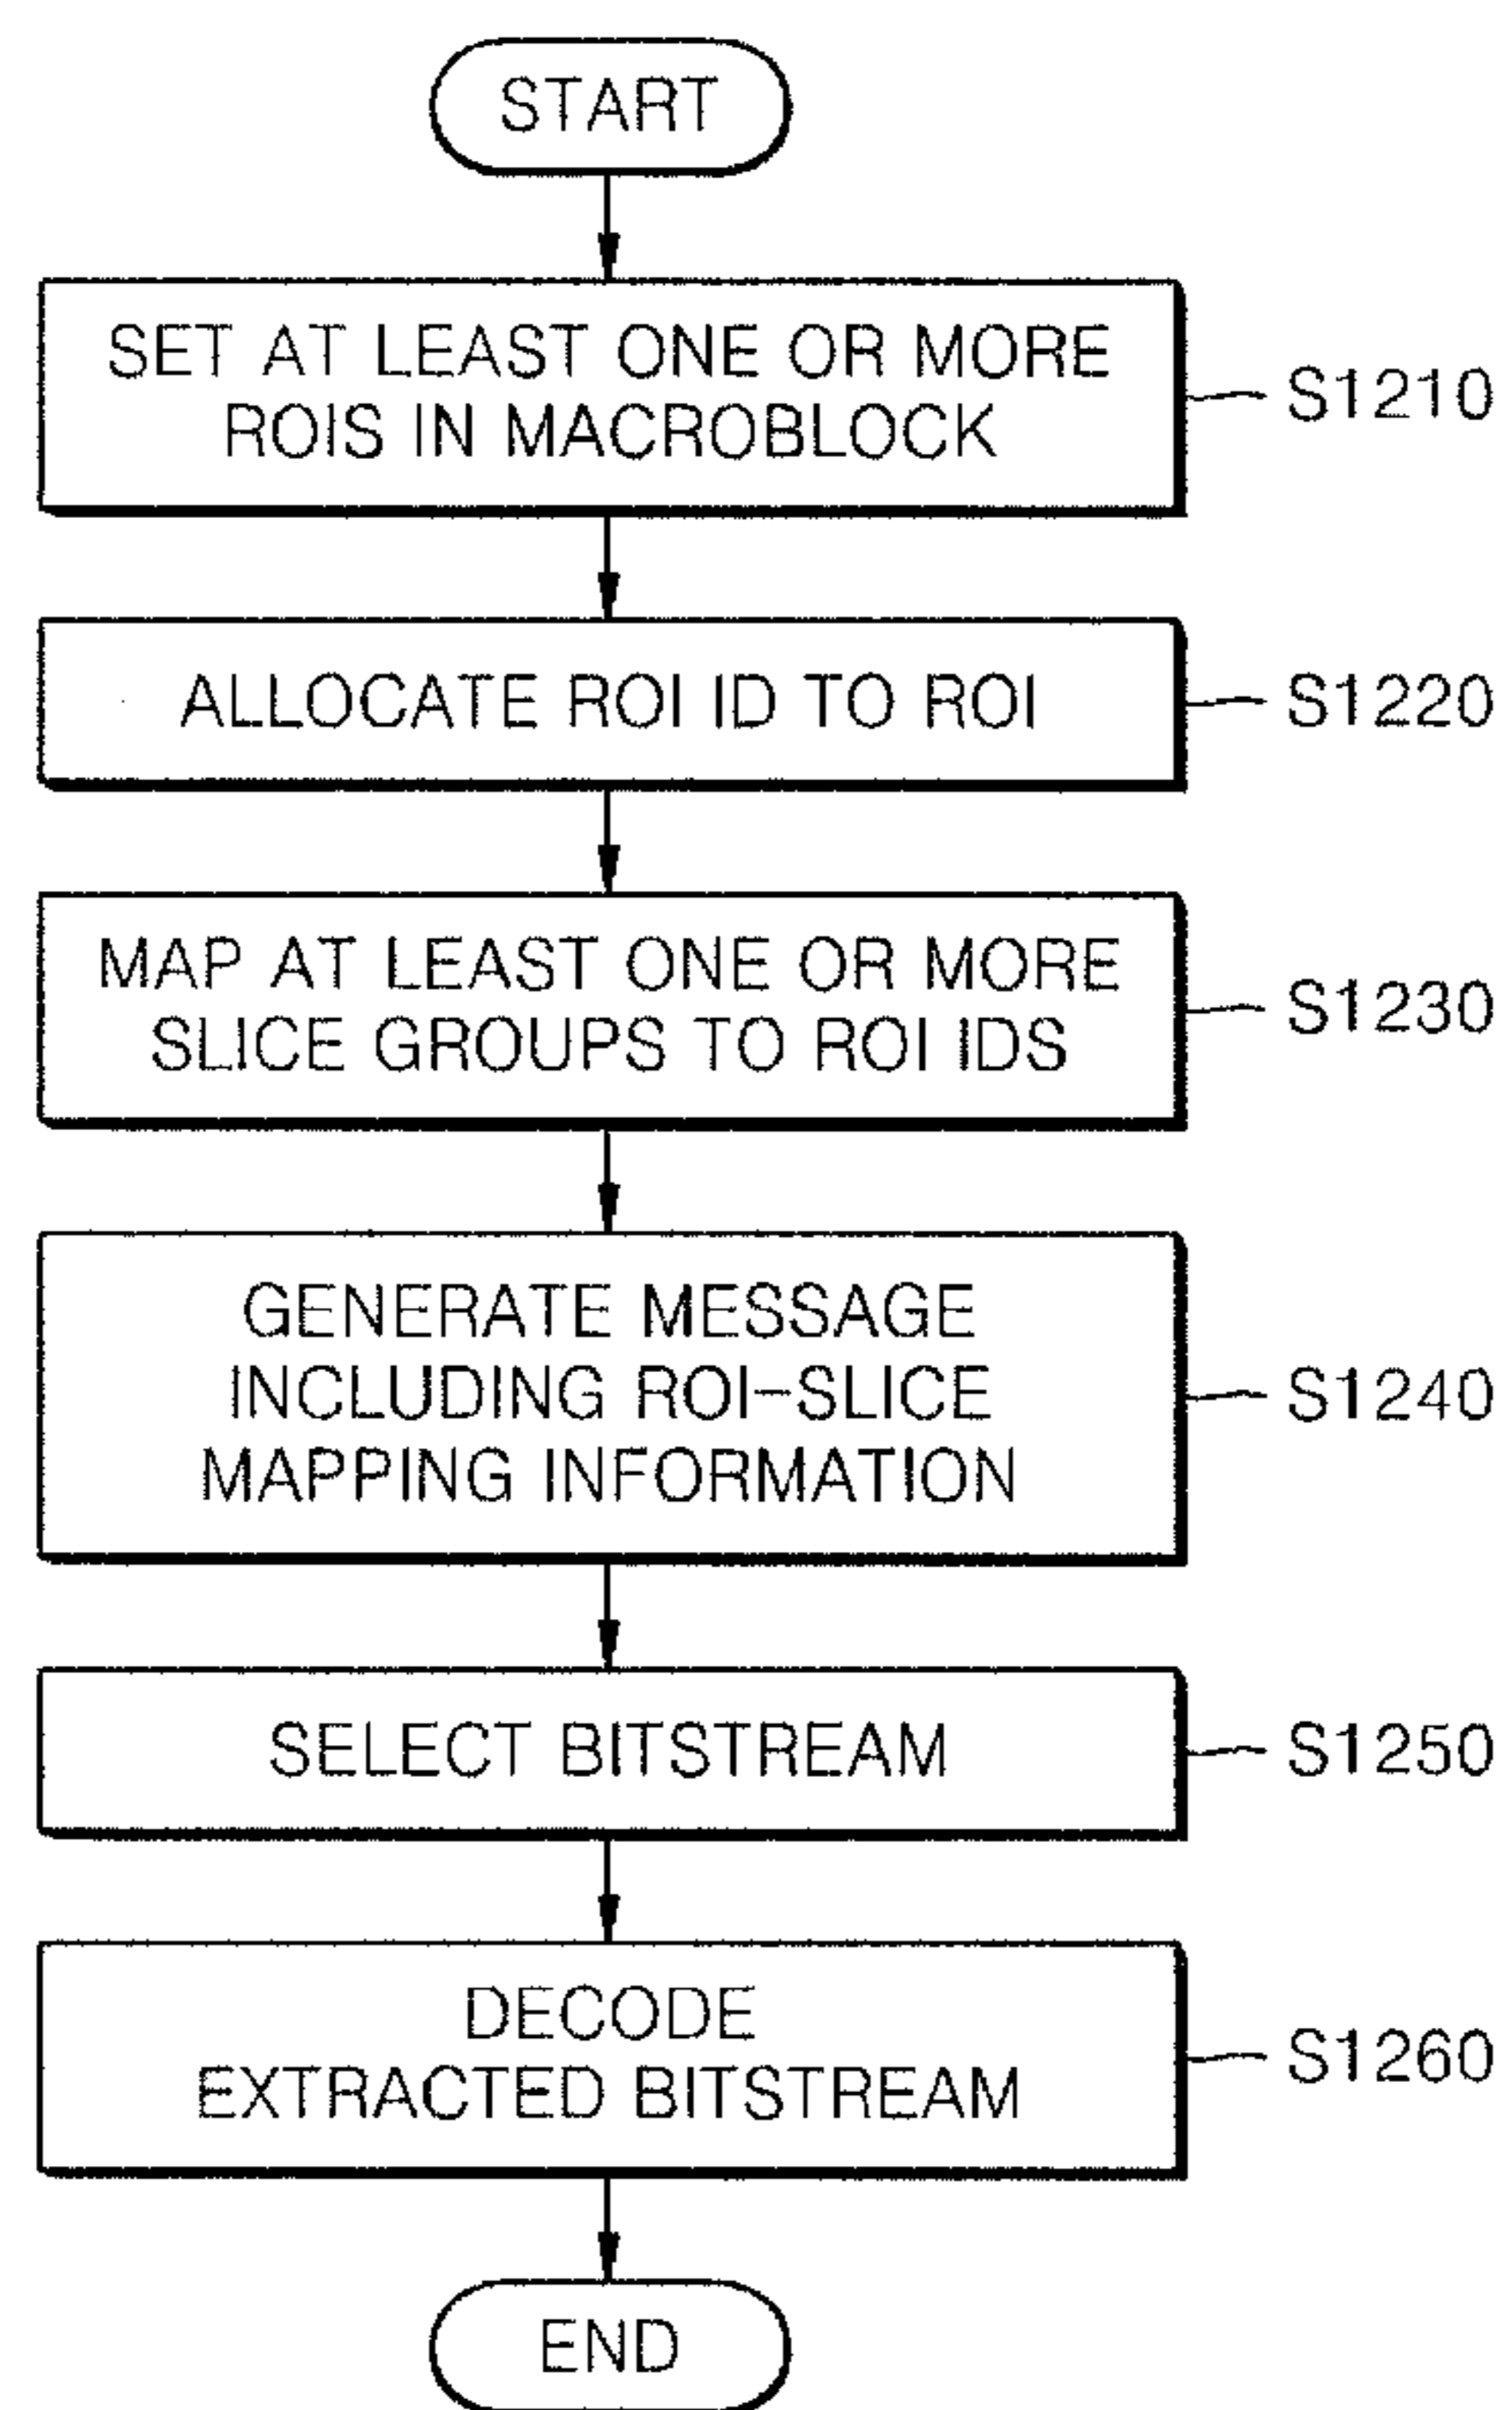 START
SET AT LEAST ONE OR MORE
ROIS IN MACROBLOCK
S1210
ALLOCATE ROI ID TO ROI
S1220
MAP AT LEAST ONE OR MORE
SLICE GROUPS TO ROI IDS
S1230
GENERATE MESSAGE
INCLUDING ROI-SLICE
MAPPING INFORMATION
S1240
SELECT BITSTREAM
S1250
DECODE
EXTRACTED BITSTREAM
S1260
END